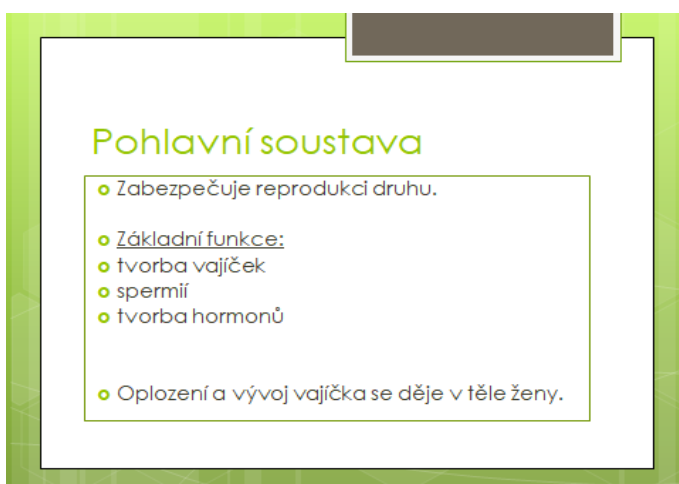 Pohlavní soustava
Zabezpečuje reprodukci druhu.
Základní funkce:
tvorba vajíček
spermií
tvorba hormonů
Oplození a vývoj vajíčka se děje v těle ženy.